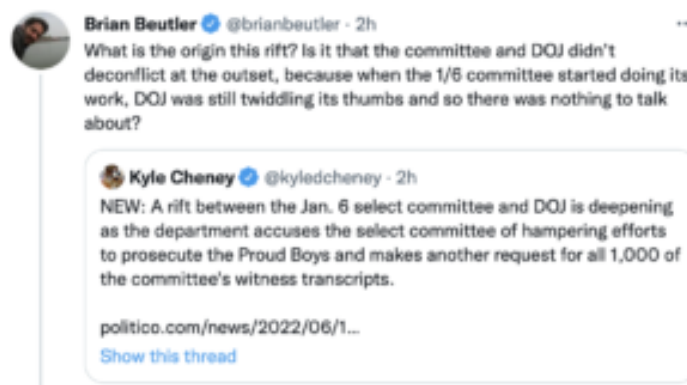 Brian Beutler @brianbeutler · 2h
What is the origin this rift? Is it that the committee and DOJ didn't
deconflict at the outset, because when the 1/6 committee started doing its
work, DOJ was still twiddling its thumbs and so there was nothing to talk
about?
Kyle Cheney @kyledcheney · 2h
NEW: A rift between the Jan. 6 select committee and DOJ is deepening
as the department accuses the select committee of hampering efforts
to prosecute the Proud Boys and makes another request for all 1,000 of
the committee's witness transcripts.
politico.com/news/2022/06/1...
Show this thread